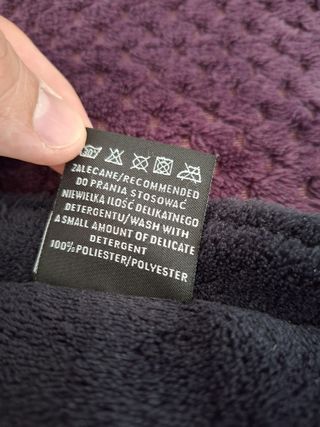 30
ZALECANE/RECOMMENDED
DO PRANIA STOSOWAĆ
NIEWIELKĄ ILOŚĆ DELIKATNEGO
DETERGENTU/WASH WITH
A SMALL AMOUNT OF DELICATE
DETERGENT
100% POLIESTER/POLYESTER